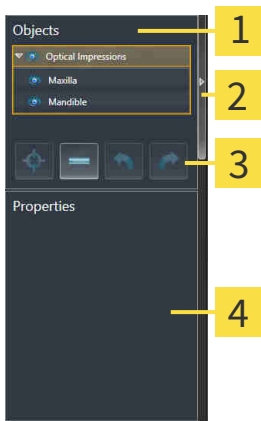 Objects
1
Optical Impressions
2
Maxilla
Mandible
3
Properties
4